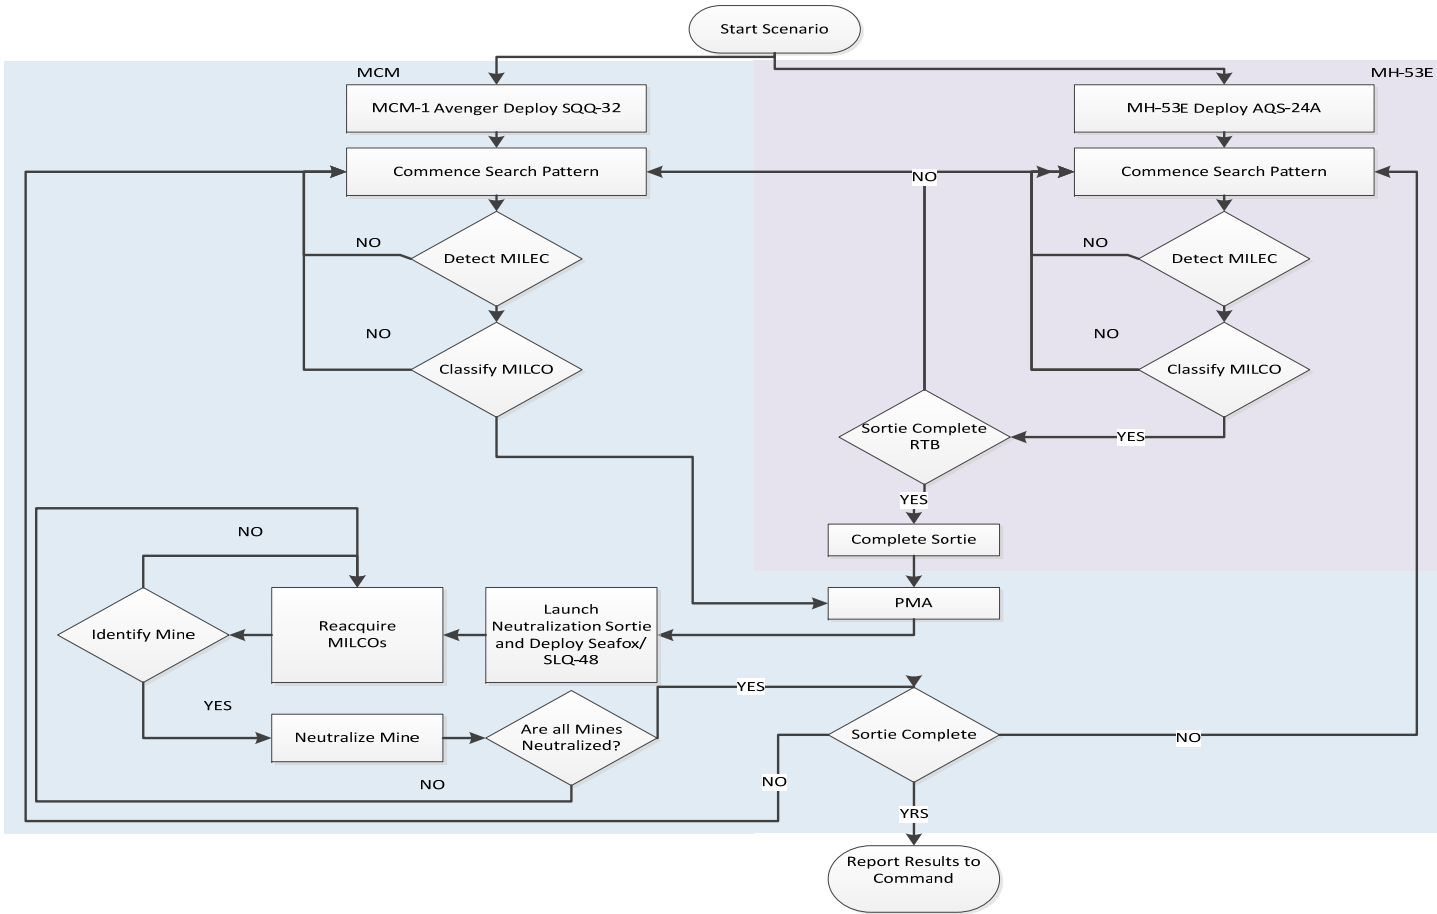 Start Scenario
MCM
MH-53E
MCM-1 Avenger Deploy SQQ-32
MH-53E Deploy AQS-24A
Commence Search Pattern
NO
Commence Search Pattern
NO
Detect MILEC
NO
Detect MILEC
NO
Classify MILCO
NO
Classify MILCO
Sortie Complete
RTB
YES
YES
Complete Sortie
NO
PMA
Identify Mine
Reacquire
MILCOs
Launch
Neutralization Sortie
and Deploy Seafox/
SLQ-48
YES
YES
Neutralize Mine
Are all Mines
Neutralized?
Sortie Complete
NO
NO
NO
YRS
Report Results to
Command